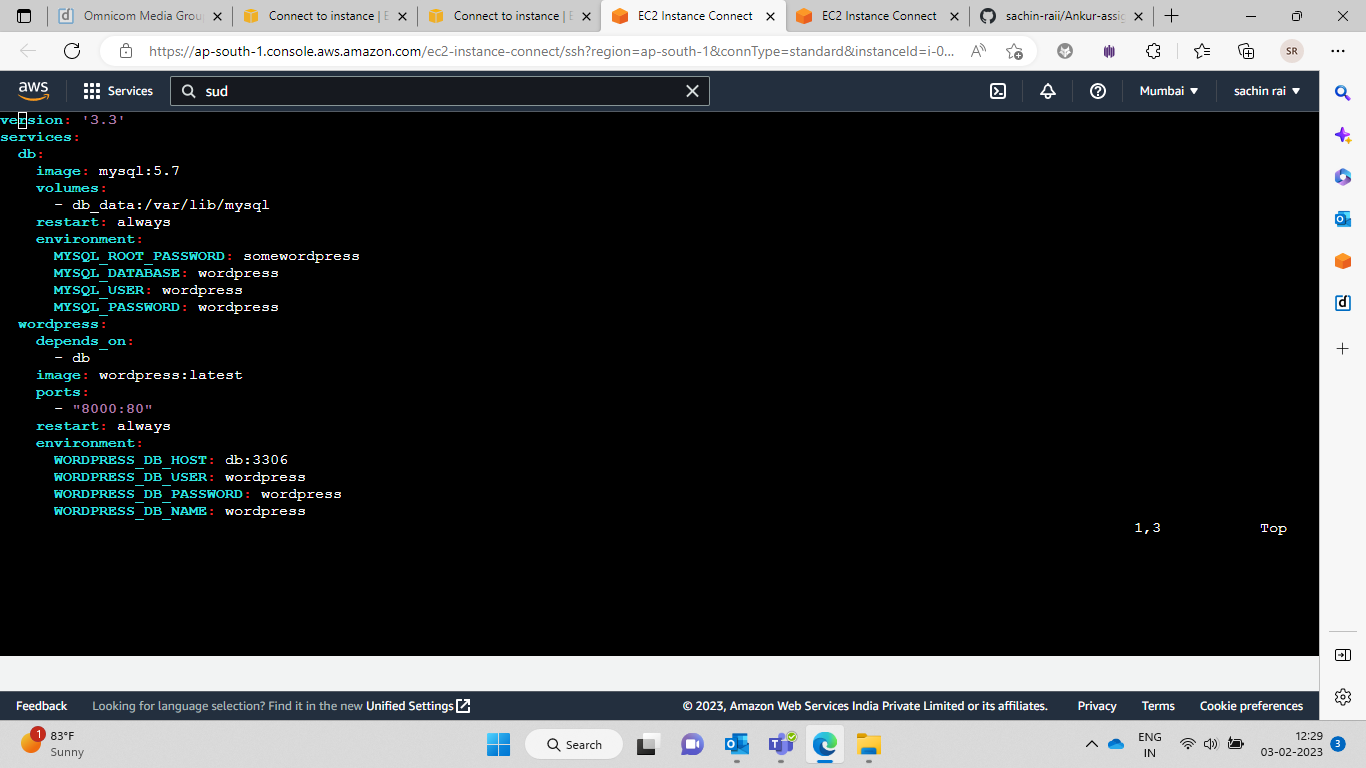 Omnicom Media Grou
Connect to instance | E
Connect to instance | E
EC2 Instance Connect
EC2 Instance Connect
sachin-raii/Ankur-assig
https://ap-south-1.console.aws.amazon.com/ec2-instance-connect/ssh?region=ap-south-1&connType=standard&instanceId=i-0...
SR
aws
Services
sud
Mumbai
sachin rai
version: '3.3'
services:
  db:
    image: mysql:5.7
    volumes:
      - db_data:/var/lib/mysql
    restart: always
    environment:
      MYSQL_ROOT_PASSWORD: somewordpress
      MYSQL_DATABASE: wordpress
      MYSQL_USER: wordpress
      MYSQL_PASSWORD: wordpress
  wordpress:
    depends_on:
      - db
    image: wordpress:latest
    ports:
      - "8000:80"
    restart: always
    environment:
      WORDPRESS_DB_HOST: db:3306
      WORDPRESS_DB_USER: wordpress
      WORDPRESS_DB_PASSWORD: wordpress
      WORDPRESS_DB_NAME: wordpress
1,3 Top
Feedback
Looking for language selection? Find it in the new Unified Settings
© 2023, Amazon Web Services India Private Limited or its affiliates.
Privacy
Terms
Cookie preferences
1
83°F
Sunny
Search
ENG
IN
12:29
03-02-2023
3